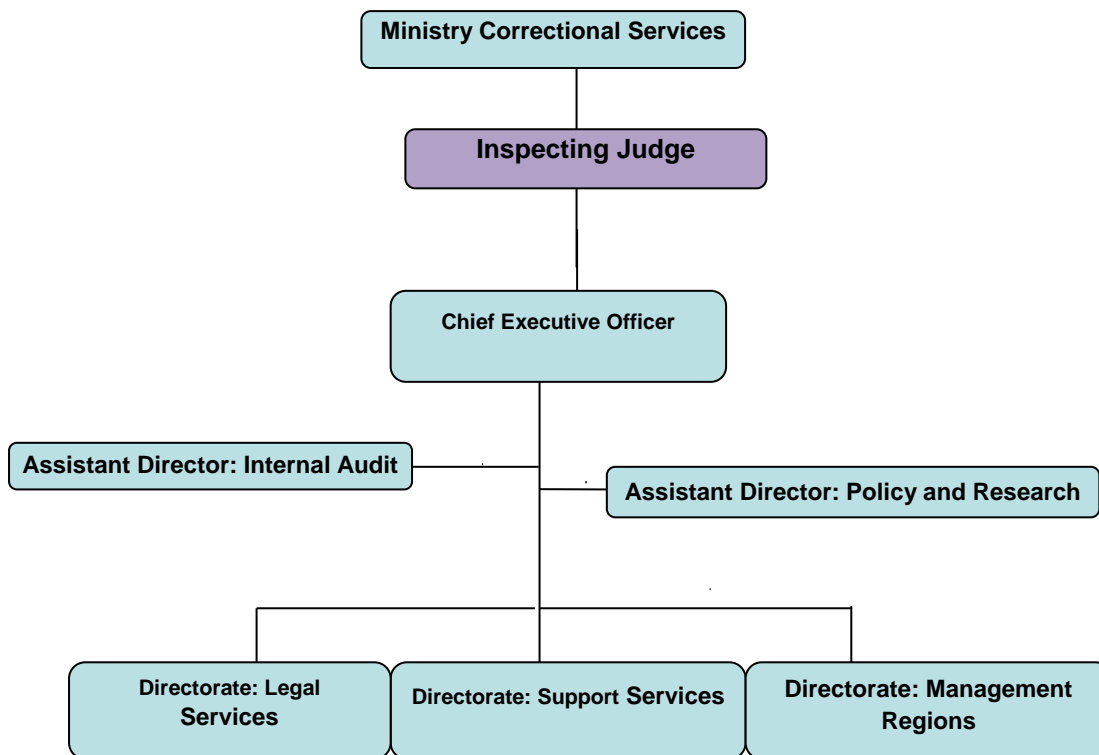 Ministry Correctional Services
Inspecting Judge
Chief Executive Officer
Assistant Director: Internal Audit
Assistant Director: Policy and Research
Directorate: Legal
Services
Directorate: Support Services
Directorate: Management
Regions